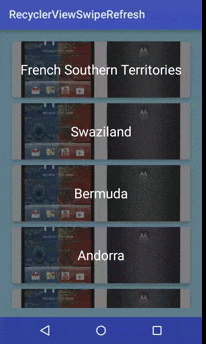 RecyclerViewSwipeRefresh
French Southern Territories
Swaziland
Bermuda
Andorra